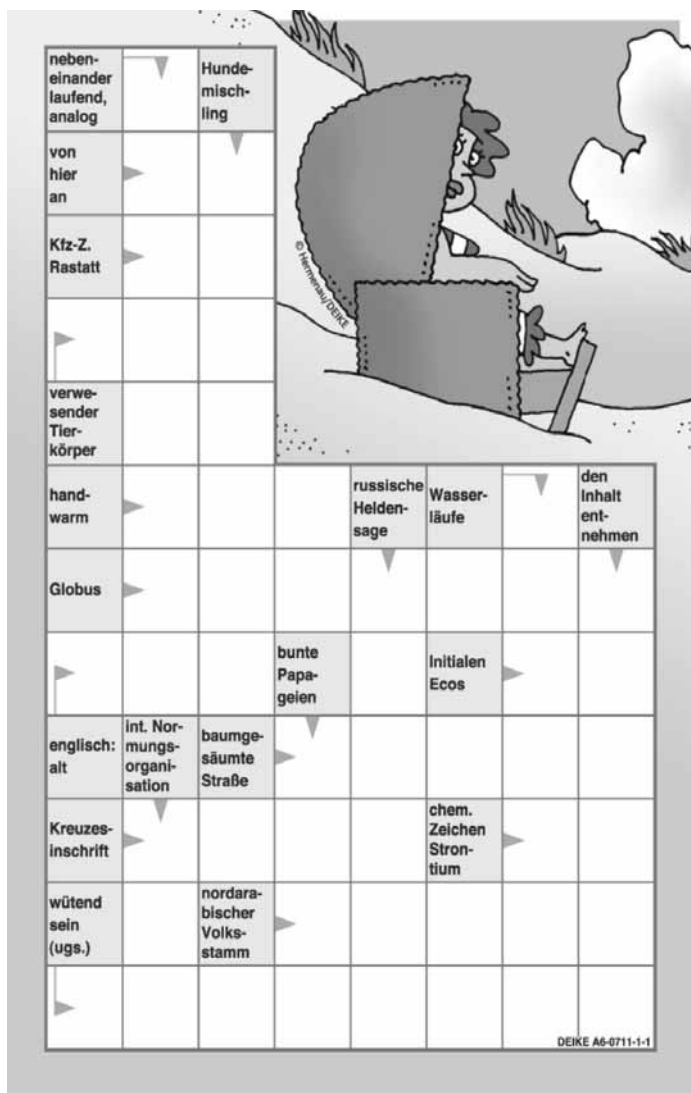 neben-
einander
laufend,
analog
Hunde-
misch-
ling
von
hier
an
Kfz-Z.
Rastatt
© Hermenau/DEIKE
verwe-
sender
Tier-
körper
hand-
warm
russische
Helden-
sage
Wasser-
läufe
den
Inhalt
ent-
nehmen
Globus
bunte
Papa-
geien
Initialen
Ecos
englisch:
alt
int. Nor-
mungs-
organi-
sation
baumge-
säumte
Straße
Kreuzes-
inschrift
chem.
Zeichen
Stron-
tium
wütend
sein
(ugs.)
nordara-
bischer
Volks-
stamm
DEIKE A6-0711-1-1